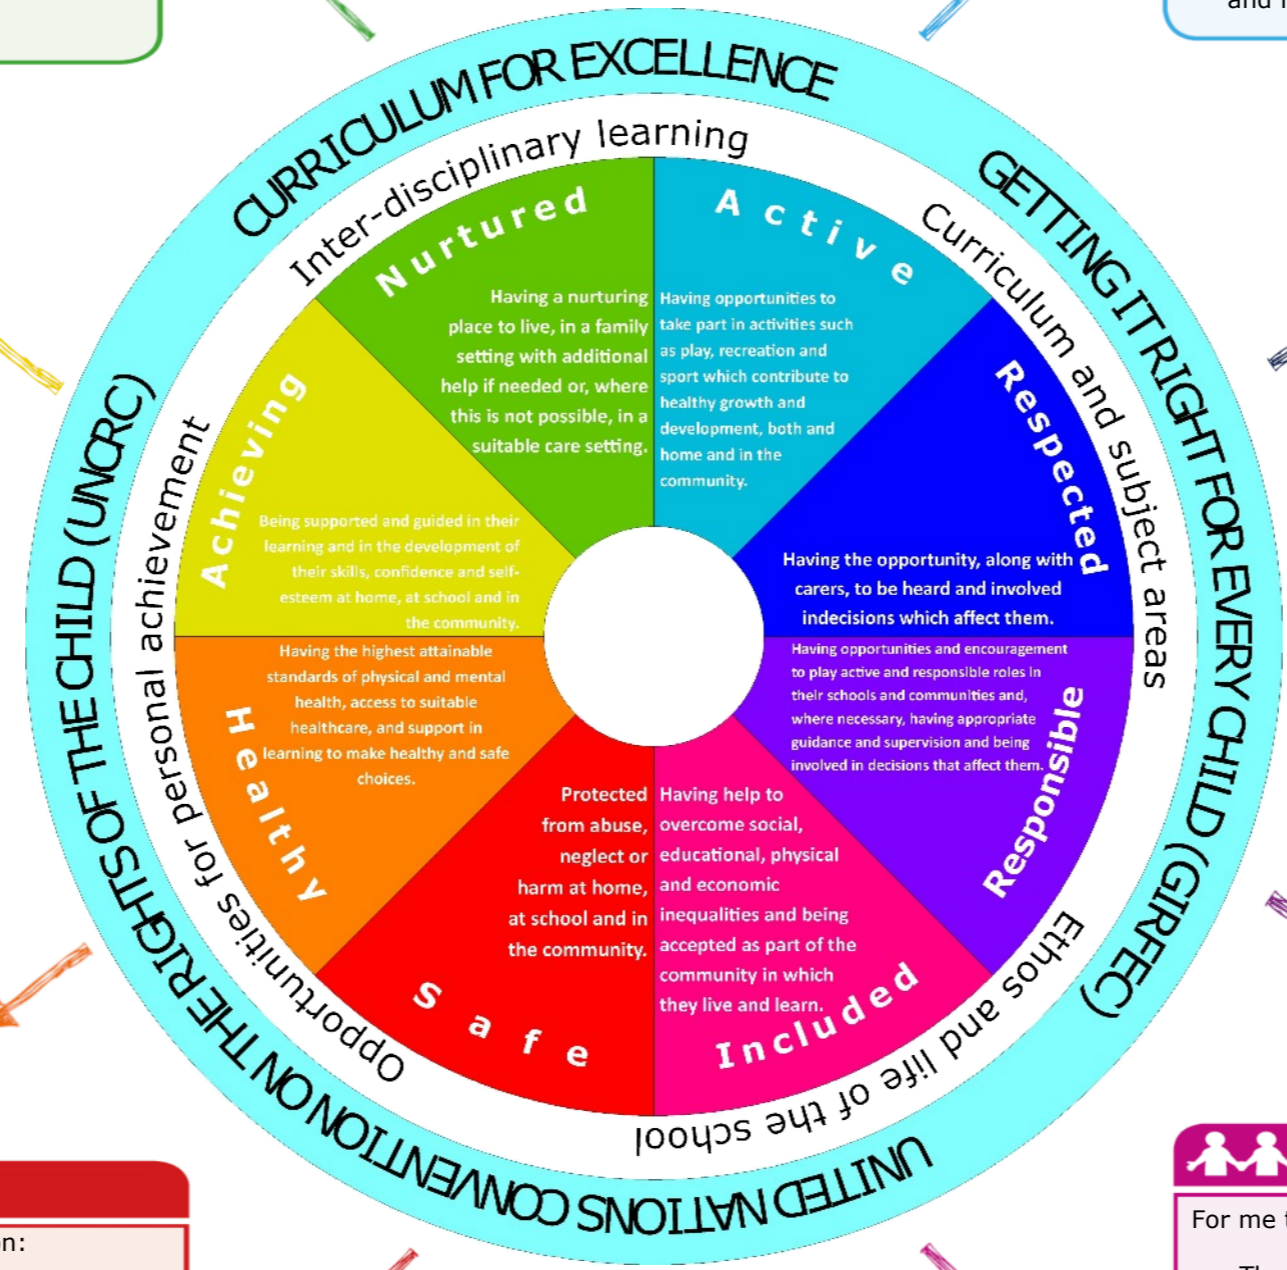 and
CURRICULUM FOR EXCELLENCE
GETTING IT RIGHT FOR EVERY CHILD (GIRFEC)
UNITED NATIONS CONVENTION ON THE RIGHTS OF THE CHILD (UNCRC)
Inter-disciplinary learning
Curriculum and subject areas
Ethos and life of the school
Opportunities for personal achievement
Nurtured
Having a nurturing
place to live, in a family
setting with additional
help if needed or, where
this is not possible, in a
suitable care setting.
Active
Having opportunities to
take part in activities such
as play, recreation and
sport which contribute to
healthy growth and
development, both and
home and in the
community.
Respected
Having the opportunity, along with
carers, to be heard and involved
indecisions which affect them.
Responsible
Having opportunities and encouragement
to play active and responsible roles in
their schools and communities and,
where necessary, having appropriate
guidance and supervision and being
involved in decisions that affect them.
Included
Having help to
overcome social,
educational, physical
and economic
inequalities and being
accepted as part of the
community in which
they live and learn.
Safe
Protected
from abuse,
neglect or
harm at home,
at school and in
the community.
Healthy
Having the highest attainable
standards of physical and mental
health, access to suitable
healthcare, and support in
learning to make healthy and safe
choices.
Achieving
Being supported and guided in their
learning and in the development of
their skills, confidence and self-
esteem at home, at school and in
the community.
on:
For me